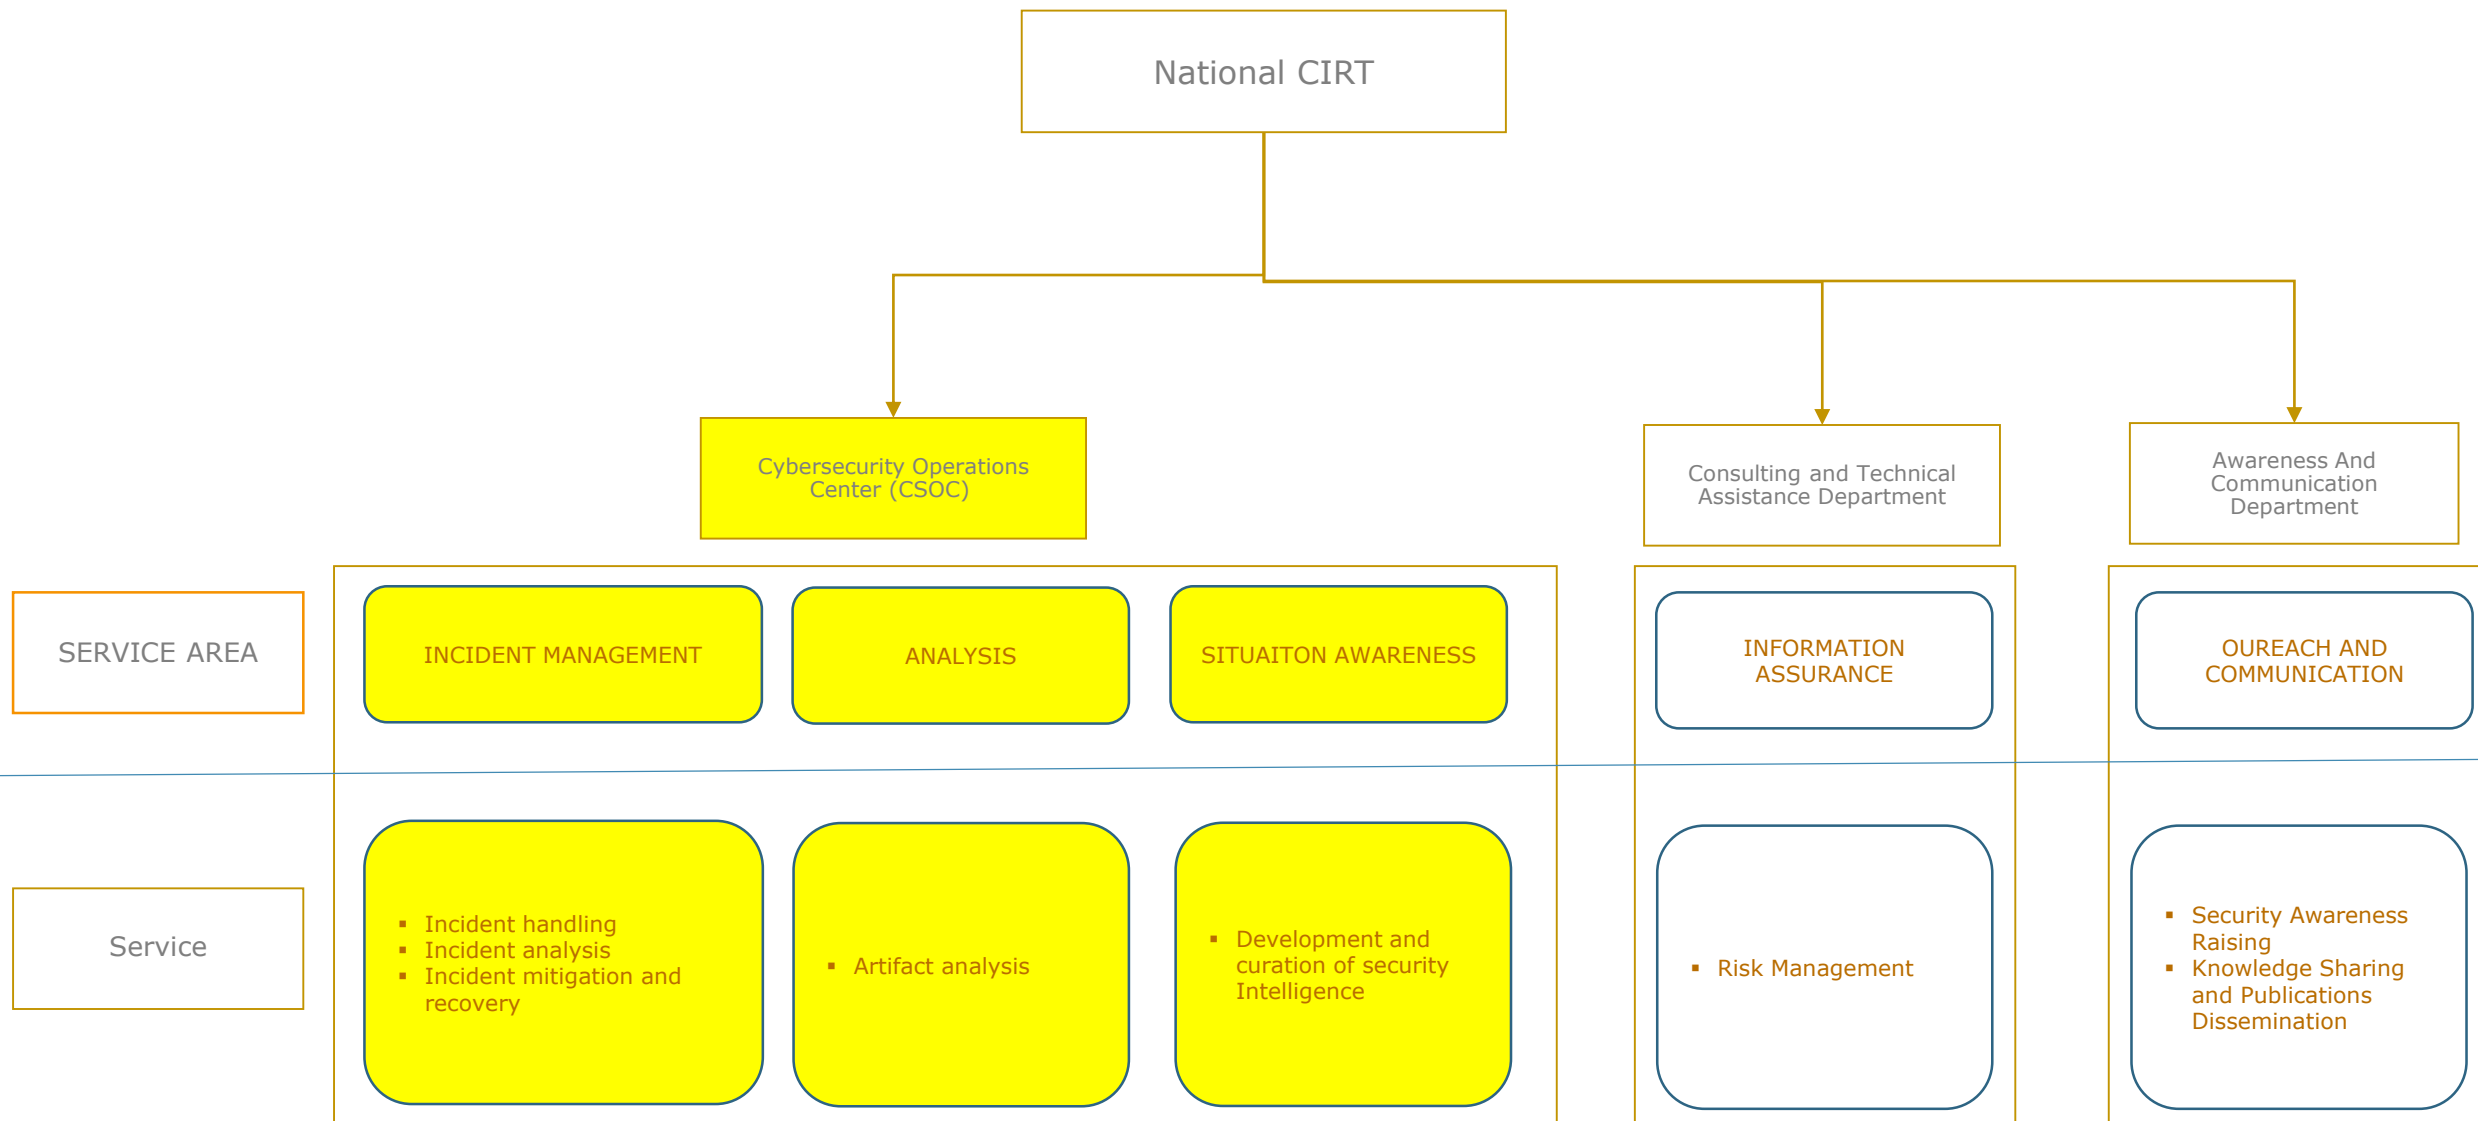 National CIRT
Cybersecurity Operations
Center (CSOC)
Consulting and Technical
Assistance Department
Awareness And
Communication
Department
SERVICE AREA
INCIDENT MANAGEMENT
ANALYSIS
SITUAITON AWARENESS
INFORMATION
ASSURANCE
OUREACH AND
COMMUNICATION
Service
▪ Incident handling
▪ Incident analysis
▪ Incident mitigation and
recovery
▪ Artifact analysis
▪ Development and
curation of security
Intelligence
▪ Risk Management
▪ Security Awareness
Raising
▪ Knowledge Sharing
and Publications
Dissemination